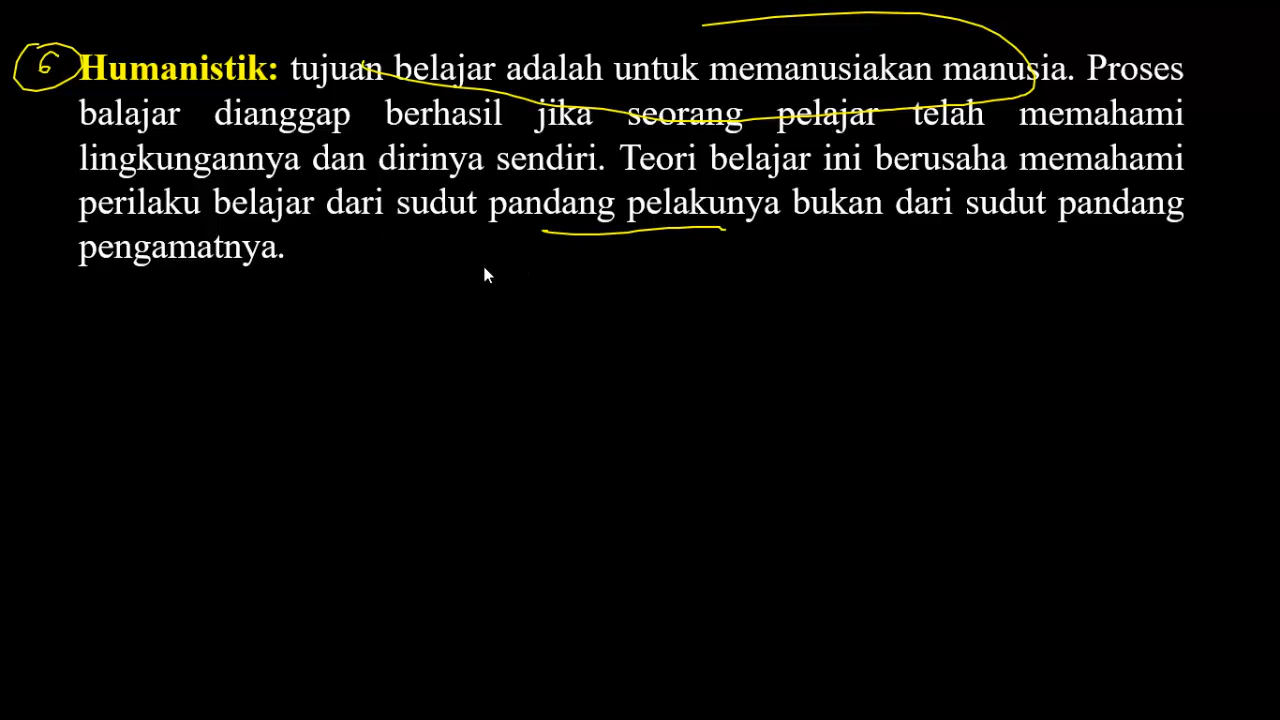 6 Humanistik: tujuan belajar adalah untuk memanusiakan manusia. Proses
balajar dianggap berhasil jika seorang pelajar telah memahami
lingkungannya dan dirinya sendiri. Teori belajar ini berusaha memahami
perilaku belajar dari sudut pandang pelakunya bukan dari sudut pandang
pengamatnya.